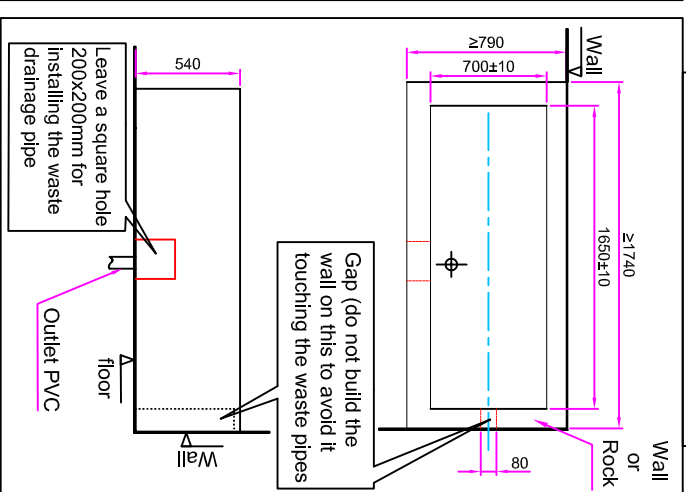 Wall
≥790
700±10
≥1740
1650±10
Wall
or
Rock
80
Gap (do not build the
wall on this to avoid it
touching the waste pipes
540
Leave a square hole
200x200mm for
installing the waste
drainage pipe
Outlet PVC
floor
Wall